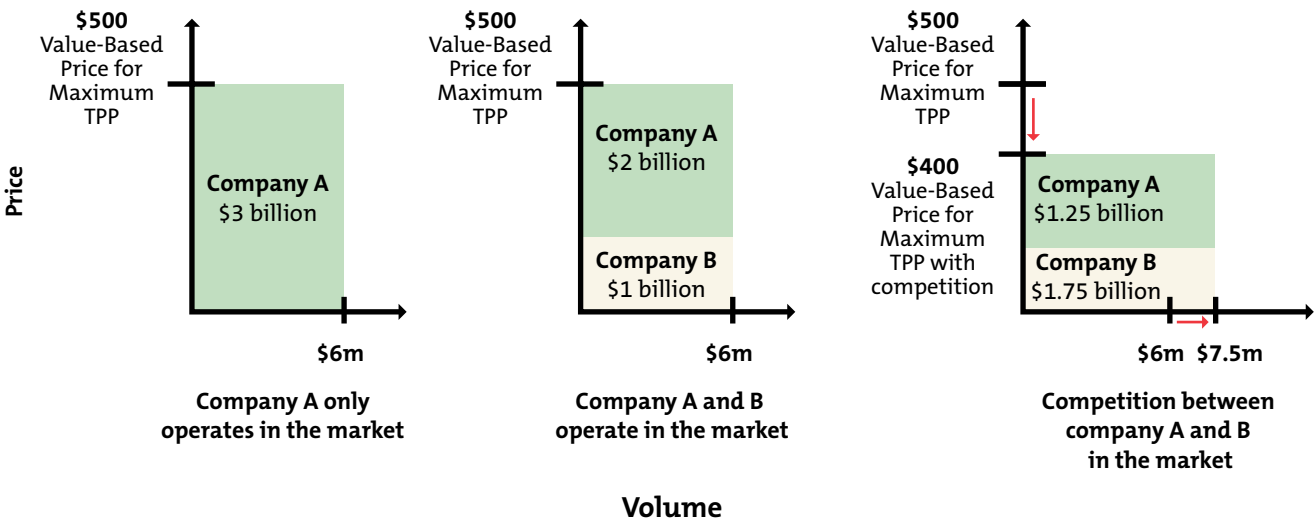 Price
$500
Value-Based
Price for
Maximum
TPP
Company A
$3 billion
$6m
Company A only
operates in the market
$500
Value-Based
Price for
Maximum
TPP
Company A
$2 billion
Company B
$1 billion
$6m
Company A and B
operate in the market
$500
Value-Based
Price for
Maximum
TPP
$400
Value-Based
Price for
Maximum
TPP with
competition
Company A
$1.25 billion
Company B
$1.75 billion
$6m $7.5m
Competition between
company A and B
in the market
Volume